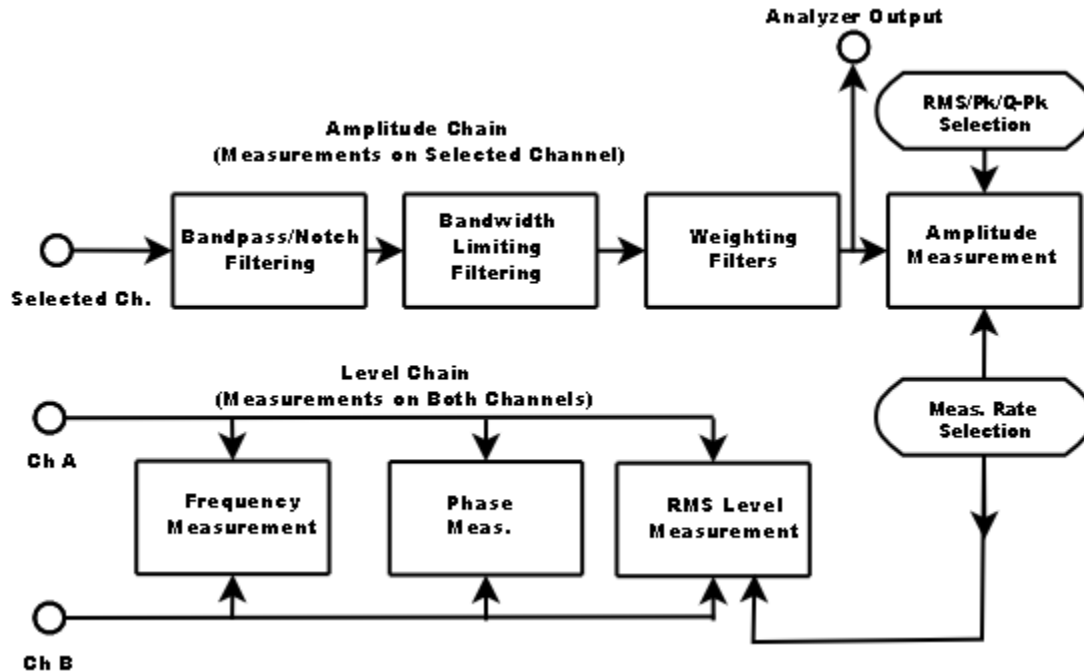 Analyzer Output
RMS/Pk/Q-Pk
Selection
Amplitude Chain
(Measurements on Selected Channel)
Bandpass/Notch
Filtering
Bandwidth
Limiting
Filtering
Weighting
Filters
Amplitude
Measurement
Selected Ch.
Level Chain
(Measurements on Both Channels)
Meas. Rate
Selection
Ch A
Frequency
Measurement
Phase
Meas.
RMS Level
Measurement
Ch B